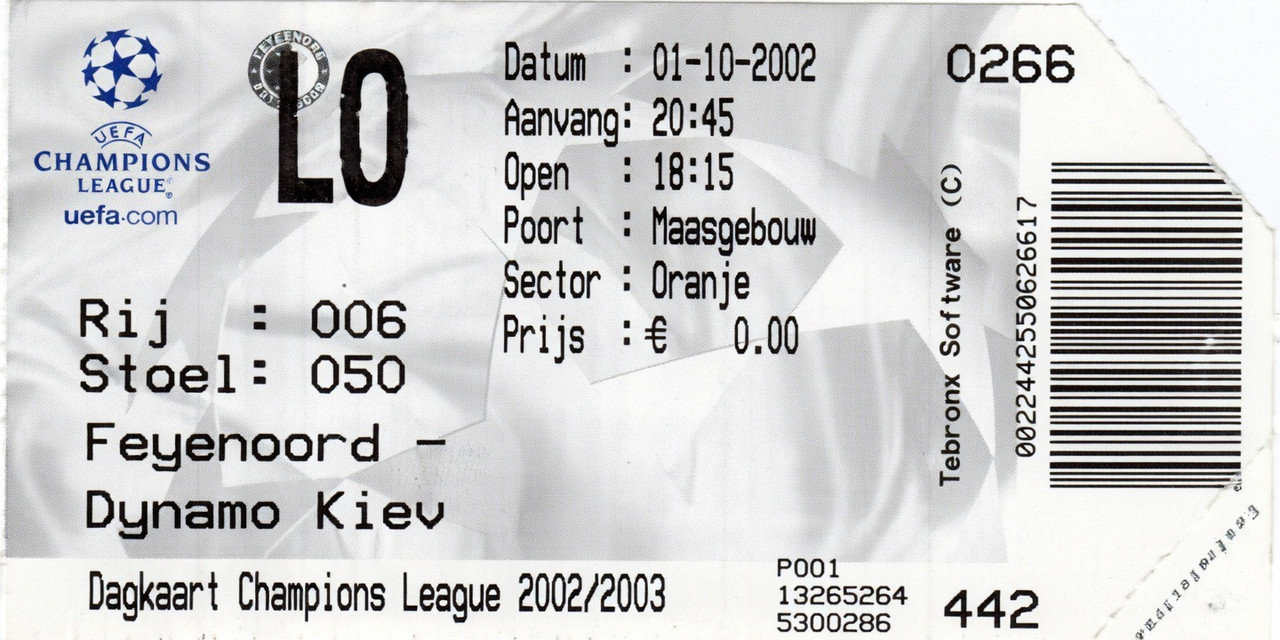 UEFA
CHAMPIONS
LEAGUE®
uefa.com
FEYENOORD
LO
Datum : 01-10-2002
Aanvang: 20:45
Open : 18:15
Poort : Maasgebouw
Sector : Oranje
Prijs : € 0.00
Rij : 006
Stoel: 050
Feyenoord -
Dynamo Kiev
Dagkaart Champions League 2002/2003
P001
13265264
5300286
0266
Tebronx Software (C)
0022442550626617
442